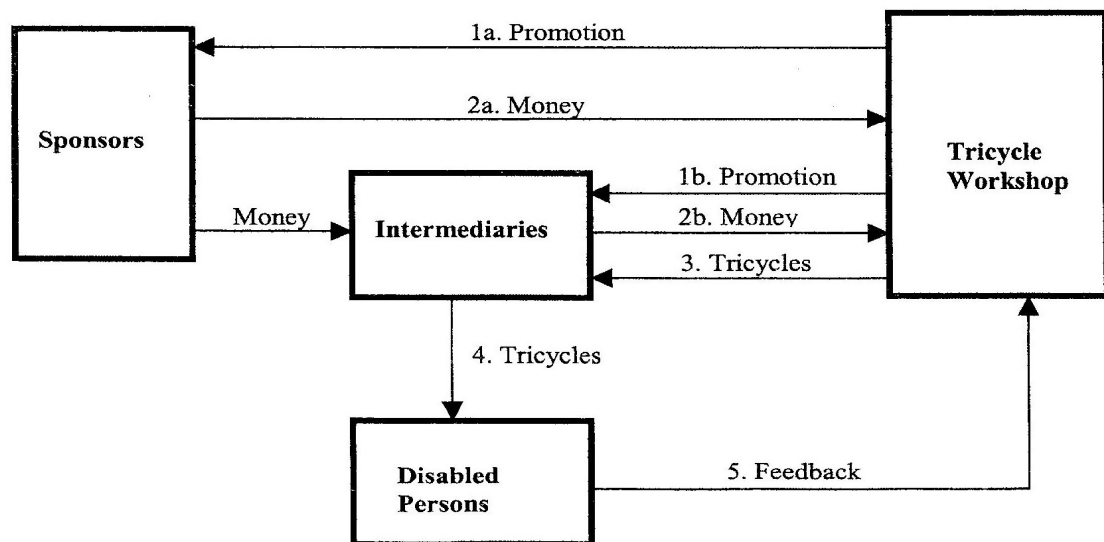 1a. Promotion
2a. Money
Sponsors
Tricycle
Workshop
1b. Promotion
Money
Intermediaries
2b. Money
3. Tricycles
4. Tricycles
Disabled
Persons
5. Feedback